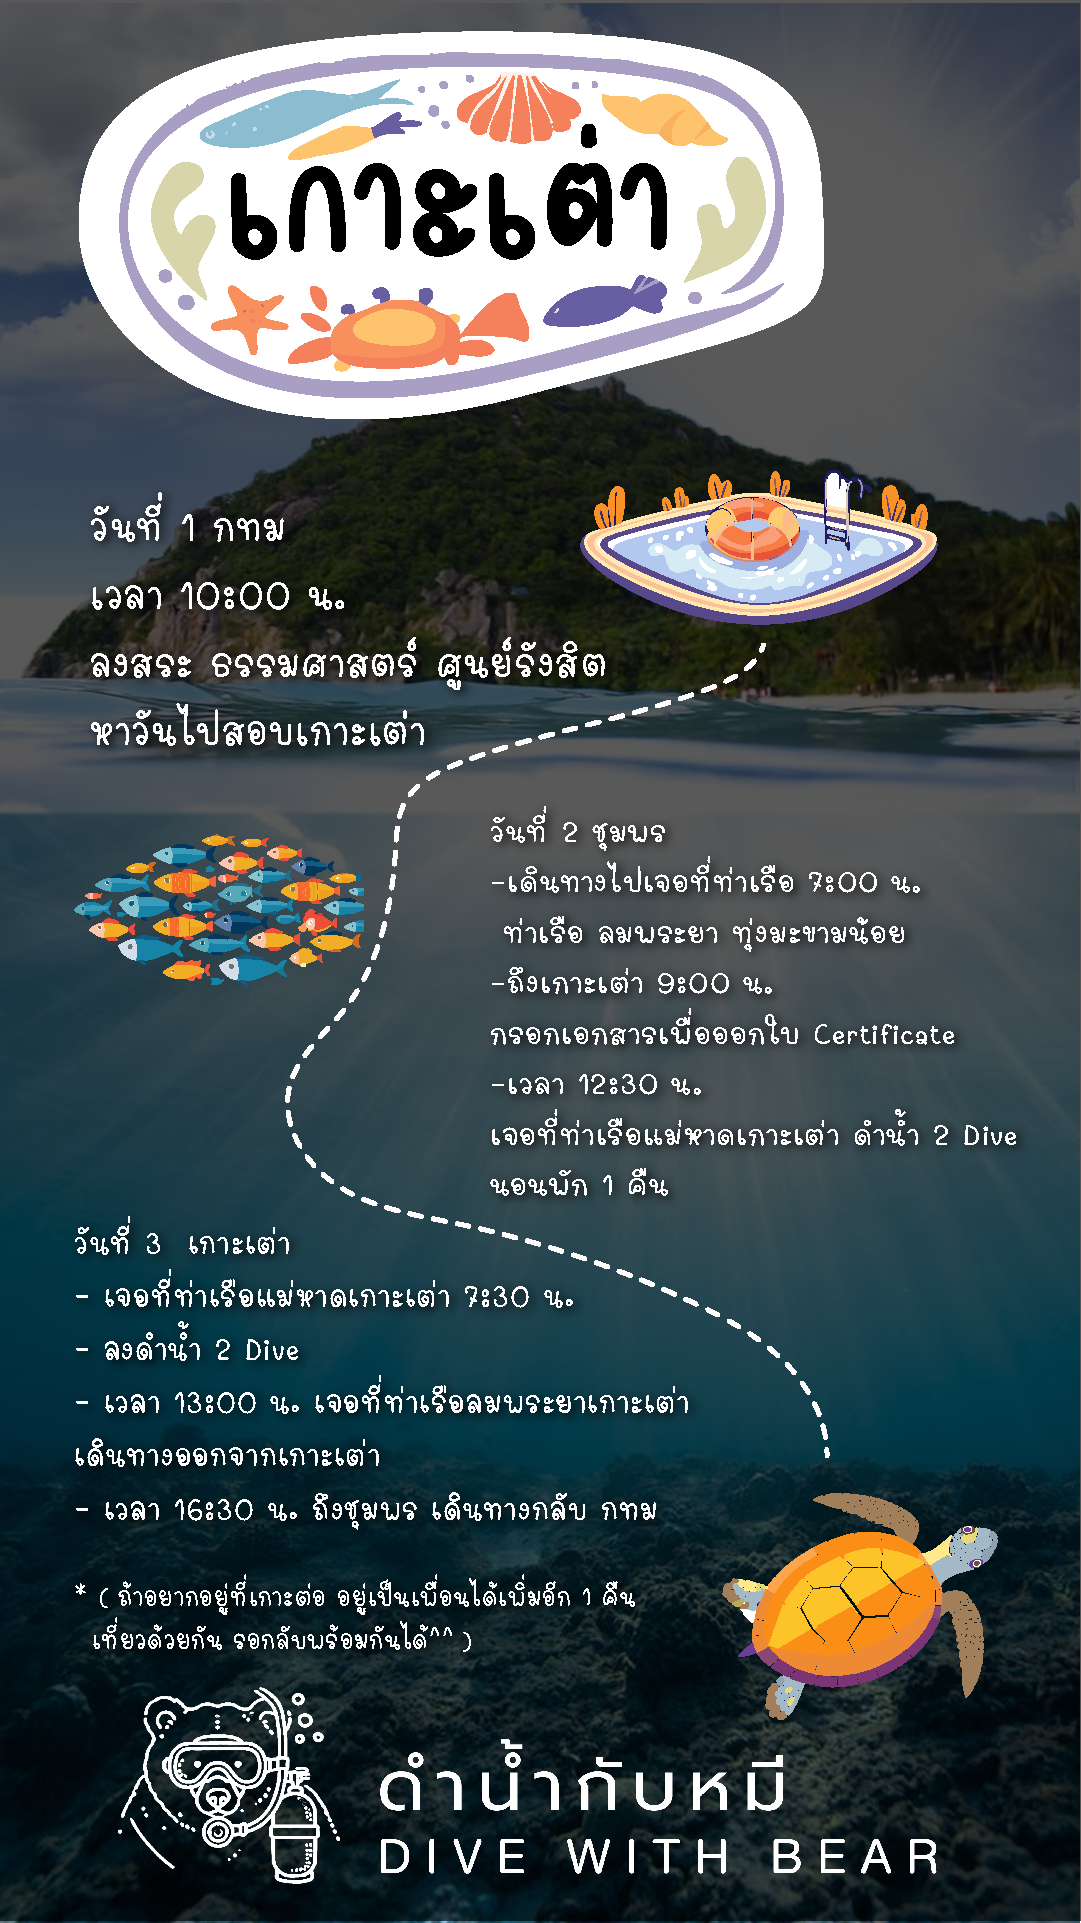 เกาะเต่า
วันที่ 1 กทม
เวลา 10:00 น.
ลงสระ ธรรมศาสตร์ ศูนย์รังสิต
หาวันไปสอบเกาะเต่า
วันที่ 2 ชุมพร
-เดินทางไปเจอที่ท่าเรือ 7:00 น.
ท่าเรือ ลมพระยา ทุ่งมะขามน้อย
-ถึงเกาะเต่า 9:00 น.
กรอกเอกสารเพื่อออกใบ Certificate
-เวลา 12:30 น.
เจอที่ท่าเรือแม่หาดเกาะเต่า ดำน้ำ 2 Dive
นอนพัก 1 คืน
วันที่ 3 เกาะเต่า
- เจอที่ท่าเรือแม่หาดเกาะเต่า 7:30 น.
- ลงดำน้ำ 2 Dive
- เวลา 13:00 น. เจอที่ท่าเรือลมพระยาเกาะเต่า
เดินทางออกจากเกาะเต่า
- เวลา 16:30 น. ถึงชุมพร เดินทางกลับ กทม
* ( ถ้าอยากอยู่ที่เกาะต่อ อยู่เป็นเพื่อนได้เพิ่มอีก 1 คืน
เที่ยวด้วยกัน รอกลับพร้อมกันได้^^ )
ดำน้ำกับหมี
DIVE WITH BEAR